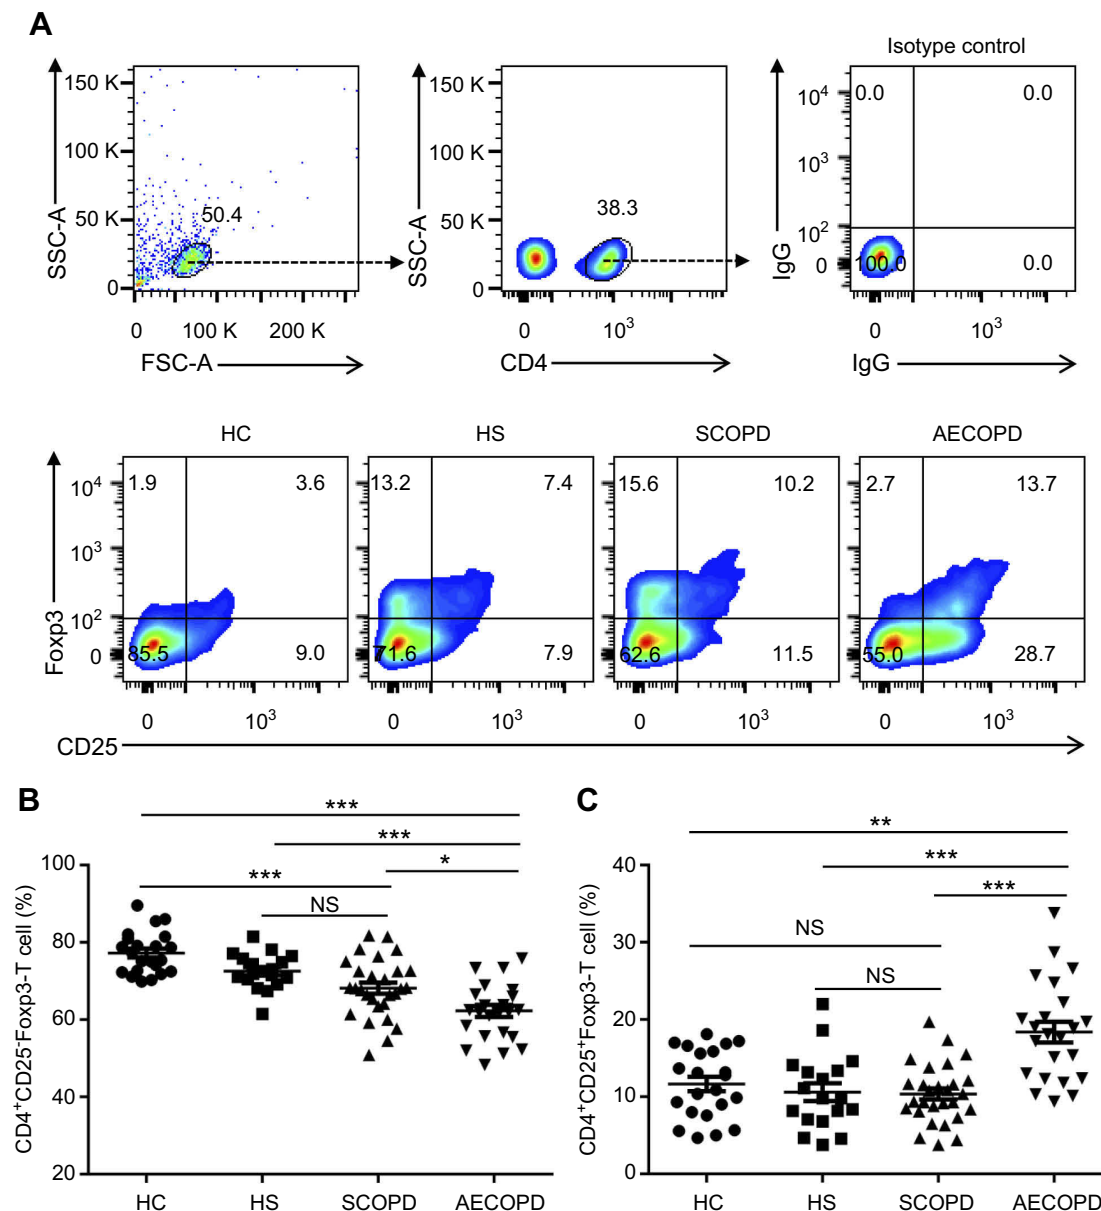 A
Isotype control
150 K
100 K
50 K
0
SSC-A
50.4
0 100 K 200 K
FSC-A
150 K
100 K
50 K
0
SSC-A
38.3
0 10³
CD4
10⁴
10³
10²
0
IgG
0.0 0.0
100.0 0.0
0 10³
IgG
HC HS SCOPD AECOPD
10⁴
10³
10²
0
Foxp3
1.9 3.6
85.5 9.0
13.2 7.4
71.6 7.9
15.6 10.2
62.6 11.5
2.7 13.7
55.0 28.7
0 10³ 0 10³ 0 10³ 0 10³
CD25
B
***
***
*
***
NS
100
80
60
40
20
CD4⁺CD25⁻Foxp3-T cell (%)
HC HS SCOPD AECOPD
C
**
***
***
NS
NS
40
30
20
10
0
CD4⁺CD25⁺Foxp3-T cell (%)
HC HS SCOPD AECOPD